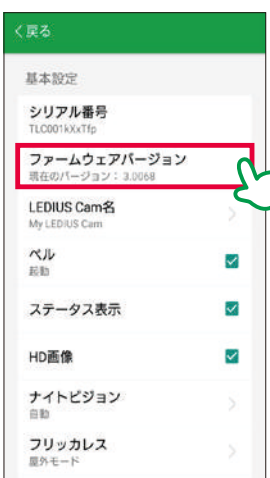 戻る
基本設定
シリアル番号
TLC001kXxTfp
ファームウェアバージョン
現在のバージョン：3.0068
LEDIUS Cam名
My LEDIUS Cam
ベル
起動
ステータス表示
HD画像
ナイトビジョン
自動
フリッカレス
屋外モード